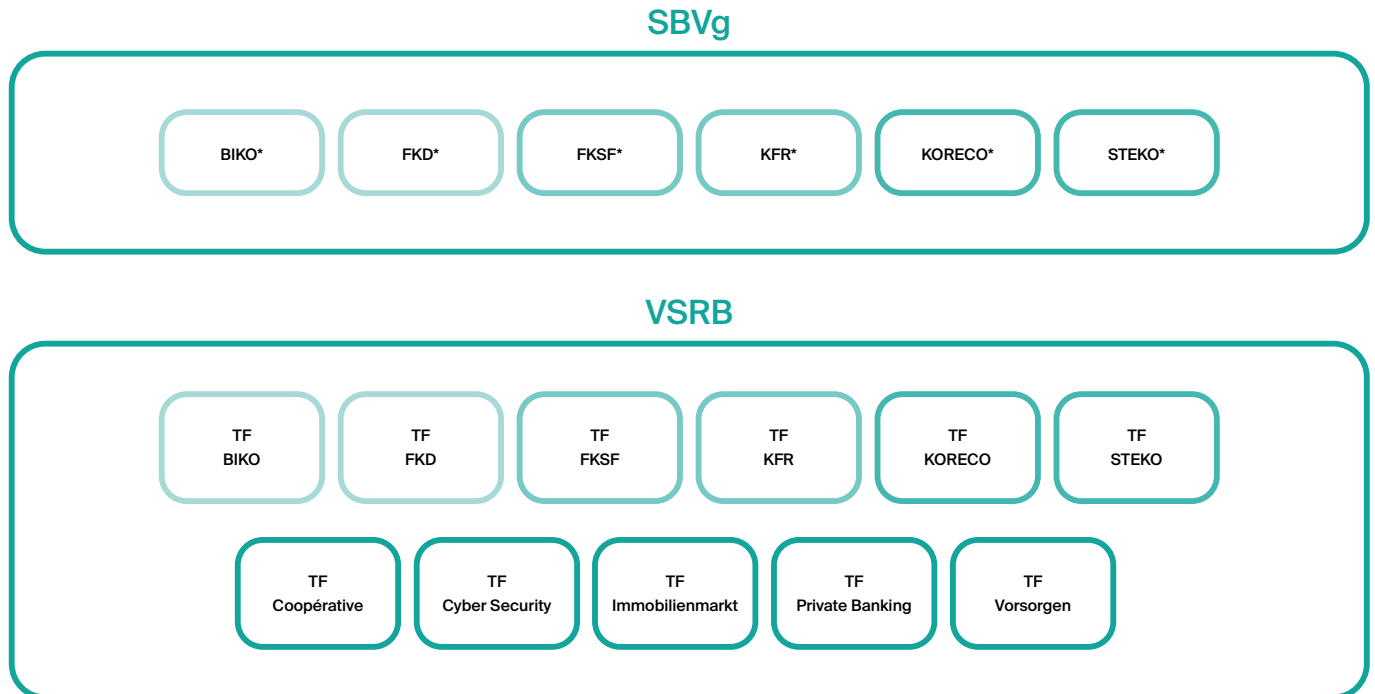 SBVg
BIKO*
FKD*
FKSF*
KFR*
KORECO*
STEKO*
VSRB
TF
BIKO
TF
FKD
TF
FKSF
TF
KFR
TF
KORECO
TF
STEKO
TF
Coopérative
TF
Cyber Security
TF
Immobilienmarkt
TF
Private Banking
TF
Vorsorgen